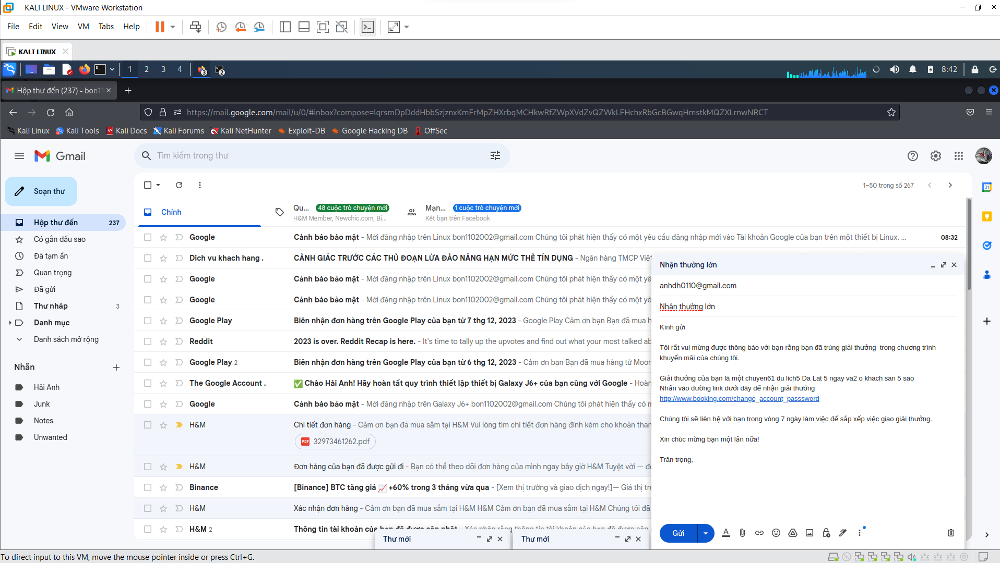 KALI LINUX - VMware Workstation
File Edit View VM Tabs Help
KALI LINUX
1 2 3 4 3 2 8:42
Hộp thư đến (237) - bon11
https://mail.google.com/mail/u/0/#inbox?compose=lqrsmDpDddHbbSzjznxKmFrMpZHXrbqMCHkwRfZWpXVdZvQZWkLFHchxRbGcBGwqHmstkMQZXLrnwNRCT
Kali Linux Kali Tools Kali Docs Kali Forums Kali NetHunter Exploit-DB Google Hacking DB OffSec
Gmail
Tìm kiếm trong thư
Soạn thư
1–50 trong số 267
Chính
Qu... 48 cuộc trò chuyện mới
H&M Member, Newchic.com, Bi...
Mạn... 1 cuộc trò chuyện mới
Kết bạn trên Facebook
Hộp thư đến 237
Có gắn dấu sao
Đã tạm ẩn
Quan trọng
Đã gửi
Thư nháp 3
Danh mục
Danh sách mở rộng
Nhãn
Hải Anh
Junk
Notes
Unwanted
Google Cảnh báo bảo mật - Mới đăng nhập trên Linux bon1102002@gmail.com Chúng tôi phát hiện thấy có một yêu cầu đăng nhập mới vào Tài khoản Google của bạn trên một thiết bị Linux. ... 08:32
Dich vu khach hang . CẢNH GIÁC TRƯỚC CÁC THỦ ĐOẠN LỪA ĐẢO NÂNG HẠN MỨC THẺ TÍN DỤNG - Ngân hàng TMCP Việt
Google Cảnh báo bảo mật - Mới đăng nhập trên Linux bon1102002@gmail.com Chúng tôi phát hiện thấy có một yê
Google Cảnh báo bảo mật - Mới đăng nhập trên Linux bon1102002@gmail.com Chúng tôi phát hiện thấy có một yê
Google Play Biên nhận đơn hàng trên Google Play của bạn từ 7 thg 12, 2023 - Google Play Cảm ơn bạn Bạn đã mua h
Reddit 2023 is over. Reddit Recap is here. - It's time to tally up the upvotes and find out what your most talked ab
Google Play 2 Biên nhận đơn hàng trên Google Play của bạn từ 6 thg 12, 2023 - Cảm ơn bạn Bạn đã mua hàng từ Moon
The Google Account . ✅ Chào Hải Anh! Hãy hoàn tất quy trình thiết lập thiết bị Galaxy J6+ của bạn cùng với Google - Hoàn
Google Cảnh báo bảo mật - Mới đăng nhập trên Galaxy J6+ bon1102002@gmail.com Chúng tôi phát hiện thấy có m
H&M Chi tiết đơn hàng - Cảm ơn bạn đã mua sắm tại H&M Vui lòng tìm chi tiết đơn hàng đính kèm cho khoản than
PDF 32973461262.pdf
H&M Đơn hàng của bạn đã được gửi đi - Bạn có thể theo dõi đơn hàng của mình ngay bây giờ H&M Tuyệt vời — đơ
Binance [Binance] BTC tăng giá 📈 +60% trong 3 tháng vừa qua - [Xem thị trường và giao dịch ngay!]— Giá thị trư
H&M Xác nhận đơn hàng - Cảm ơn bạn đã mua sắm tại H&M H&M Cảm ơn bạn đã mua sắm tại H&M Chúng tôi đã
H&M 2 Thông tin tài khoản của bạn đã được cập nhật - Xác nhận rằng thông tin tài khoản của bạn đã được cập n
Thư mới
Thư mới
Nhận thưởng lớn
anhdh0110@gmail.com
Nhận thưởng lớn
Kính gửi
Tôi rất vui mừng được thông báo với bạn rằng bạn đã trúng giải thưởng trong chương trình
khuyến mãi của chúng tôi.
Giải thưởng của bạn là một chuyen61 du lich5 Da Lat 5 ngay va2 o khach san 5 sao
Nhấn vào đường link dưới đây để nhận giải thưởng
http://www.booking.com/change_account_passsword
Chúng tôi sẽ liên hệ với bạn trong vòng 7 ngày làm việc để sắp xếp việc giao giải thưởng.
Xin chúc mừng bạn một lần nữa!
Trân trọng,
Gửi
31
To direct input to this VM, move the mouse pointer inside or press Ctrl+G.